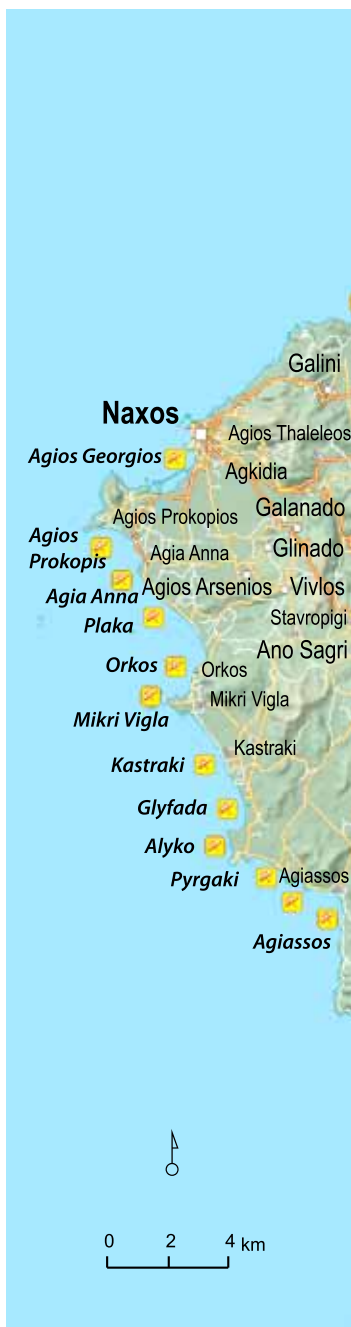 Galini
Naxos
Agios Thaleleos
Agios Georgios
Agkidia
Galanado
Agios Prokopios
Agios
Prokopis
Glinado
Agia Anna
Agia Anna
Agios Arsenios
Vivlos
Plaka
Stavropigi
Ano Sagri
Orkos
Orkos
Mikri Vigla
Mikri Vigla
Kastraki
Kastraki
Glyfada
Alyko
Pyrgaki
Agiassos
Agiassos
0 2 4 km